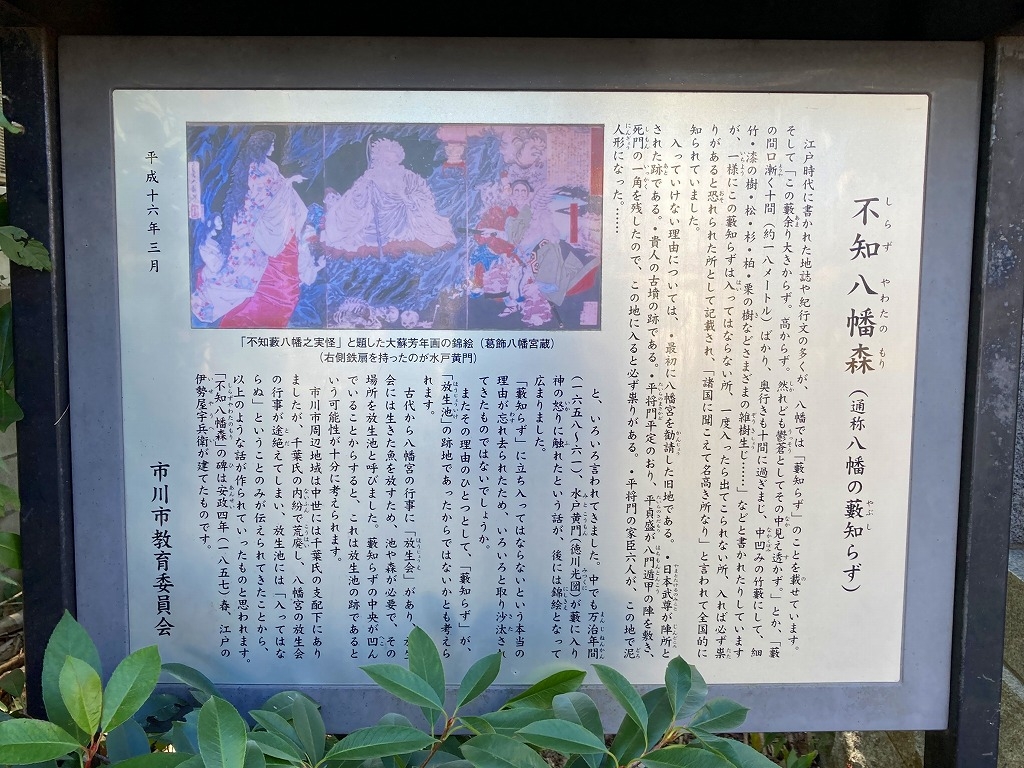 不知八幡森(通称八幡の藪知らず)
江戸時代に書かれた地誌や紀行文の多くが、八幡では「藪知らず」のことを載せています。
そして「この藪余り大きからず。高からず。然れども鬱蒼としてその中見え透かず。」とか、「藪
の間口漸く十間(約一八メートル)ばかり、奥行きも十間に過ぎまじ、中凹みの竹藪にして、細
竹・漆の樹・松・杉・柏・栗の樹などさまざまの雑樹生じ……」などと書かれたりしています
が、一様にこの藪知らずは入ってはならない所、一度入ったら出てこられない所、入れば必ず祟
りがあると恐れられた所として記載され、「諸国に聞こえて名高き所なり」と言われて全国的に
知られていました。
入っていけない理由については、・最初に八幡宮を勧請した旧地である。・日本武尊が陣所と
された跡である。・貴人の古墳の跡である。・平将門平定のおり、平貞盛が八門遁甲の陣を敷き、
死門の一角を残したので、この地に入ると必ず祟りがある。・平将門の家臣六人が、この地で泥
人形になった。……
と、いろいろ言われてきました。中でも万治年間
(一六五八~六一)、水戸黄門(徳川光圀)が藪に入り
神の怒りに触れたという話が、後には錦絵となって
広まりました。
「藪知らず」に立ち入ってはならないという本当の
理由が忘れ去られたため、いろいろと取り沙汰され
てきたものではないでしょうか。
またその理由のひとつとして、「藪知らず」が、
「放生池」の跡地であったからではないかとも考えら
れます。
古代から八幡宮の行事に「放生会」があり、放生
会には生きた魚を放すため、池や森が必要で、その
場所を放生池と呼びました。藪知らずの中央が凹ん
でいることからすると、これは放生池の跡であると
いう可能性が十分に考えられます。
市川市周辺地域は中世には千葉氏の支配下にあり
ましたが、千葉氏の内紛で荒廃し、八幡宮の放生会
の行事が途絶えてしまい、放生池には「入ってはな
らぬ」ということのみが伝えられてきたことから、
以上のような話が作られていったものと思われます。
「不知八幡森」の碑は安政四年(一八五七)春、江戸の
伊勢屋宇兵衛が建てたものです。
「不知藪八幡之実怪」と題した大蘇芳年画の錦絵(葛飾八幡宮蔵)
(右側鉄扇を持ったのが水戸黄門)
平成十六年三月
市川市教育委員会